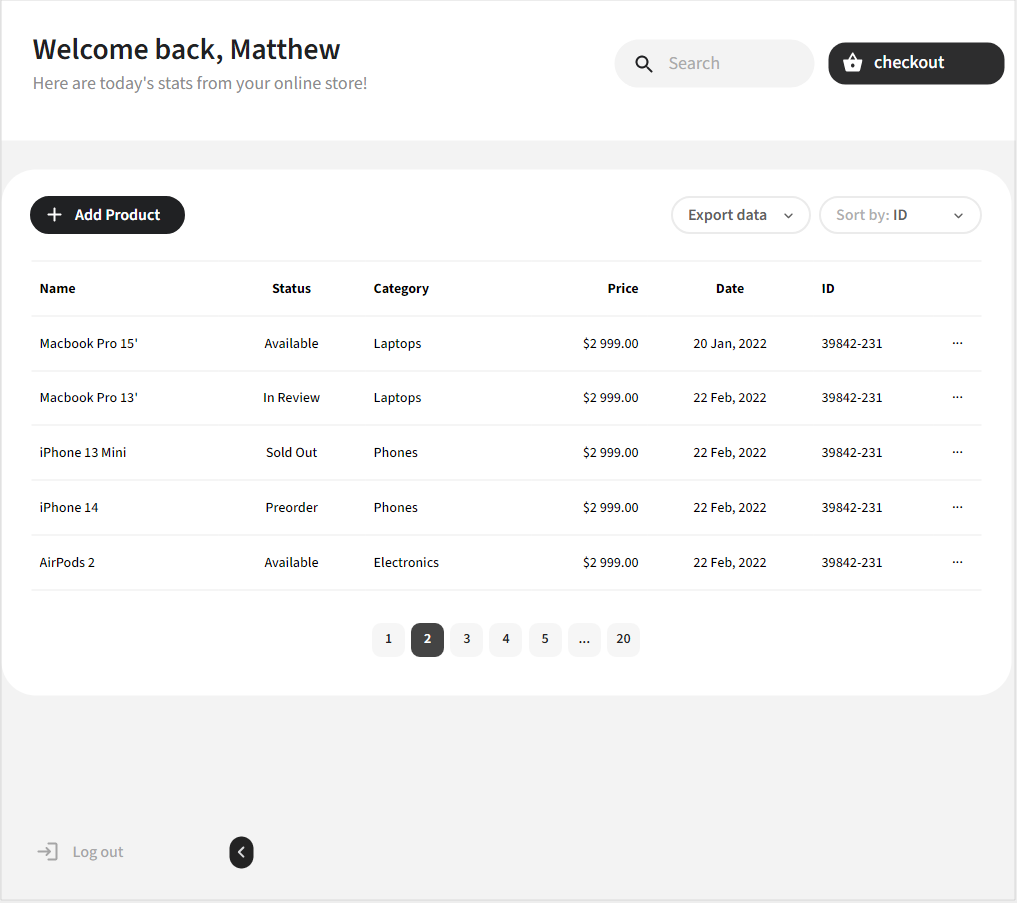 Welcome back, Matthew
Here are today's stats from your online store!
Search
checkout
Add Product
Export data
Sort by: ID
Name Status Category Price Date ID
Macbook Pro 15' Available Laptops $2 999.00 20 Jan, 2022 39842-231 ...
Macbook Pro 13' In Review Laptops $2 999.00 22 Feb, 2022 39842-231 ...
iPhone 13 Mini Sold Out Phones $2 999.00 22 Feb, 2022 39842-231 ...
iPhone 14 Preorder Phones $2 999.00 22 Feb, 2022 39842-231 ...
AirPods 2 Available Electronics $2 999.00 22 Feb, 2022 39842-231 ...
1 2 3 4 5 ... 20
Log out